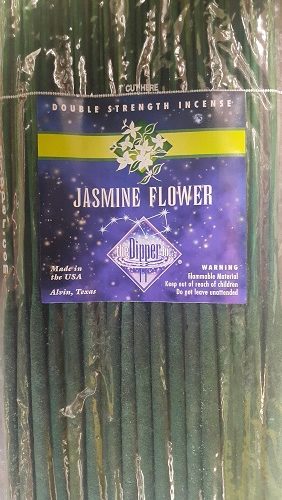 CUT HERE
DOUBLE STRENGTH INCENSE
JASMINE FLOWER
The
Dipper
Made in
the USA
Alvin, Texas
WARNING
Flammable Material
Keep out of reach of children
Do not leave unattended